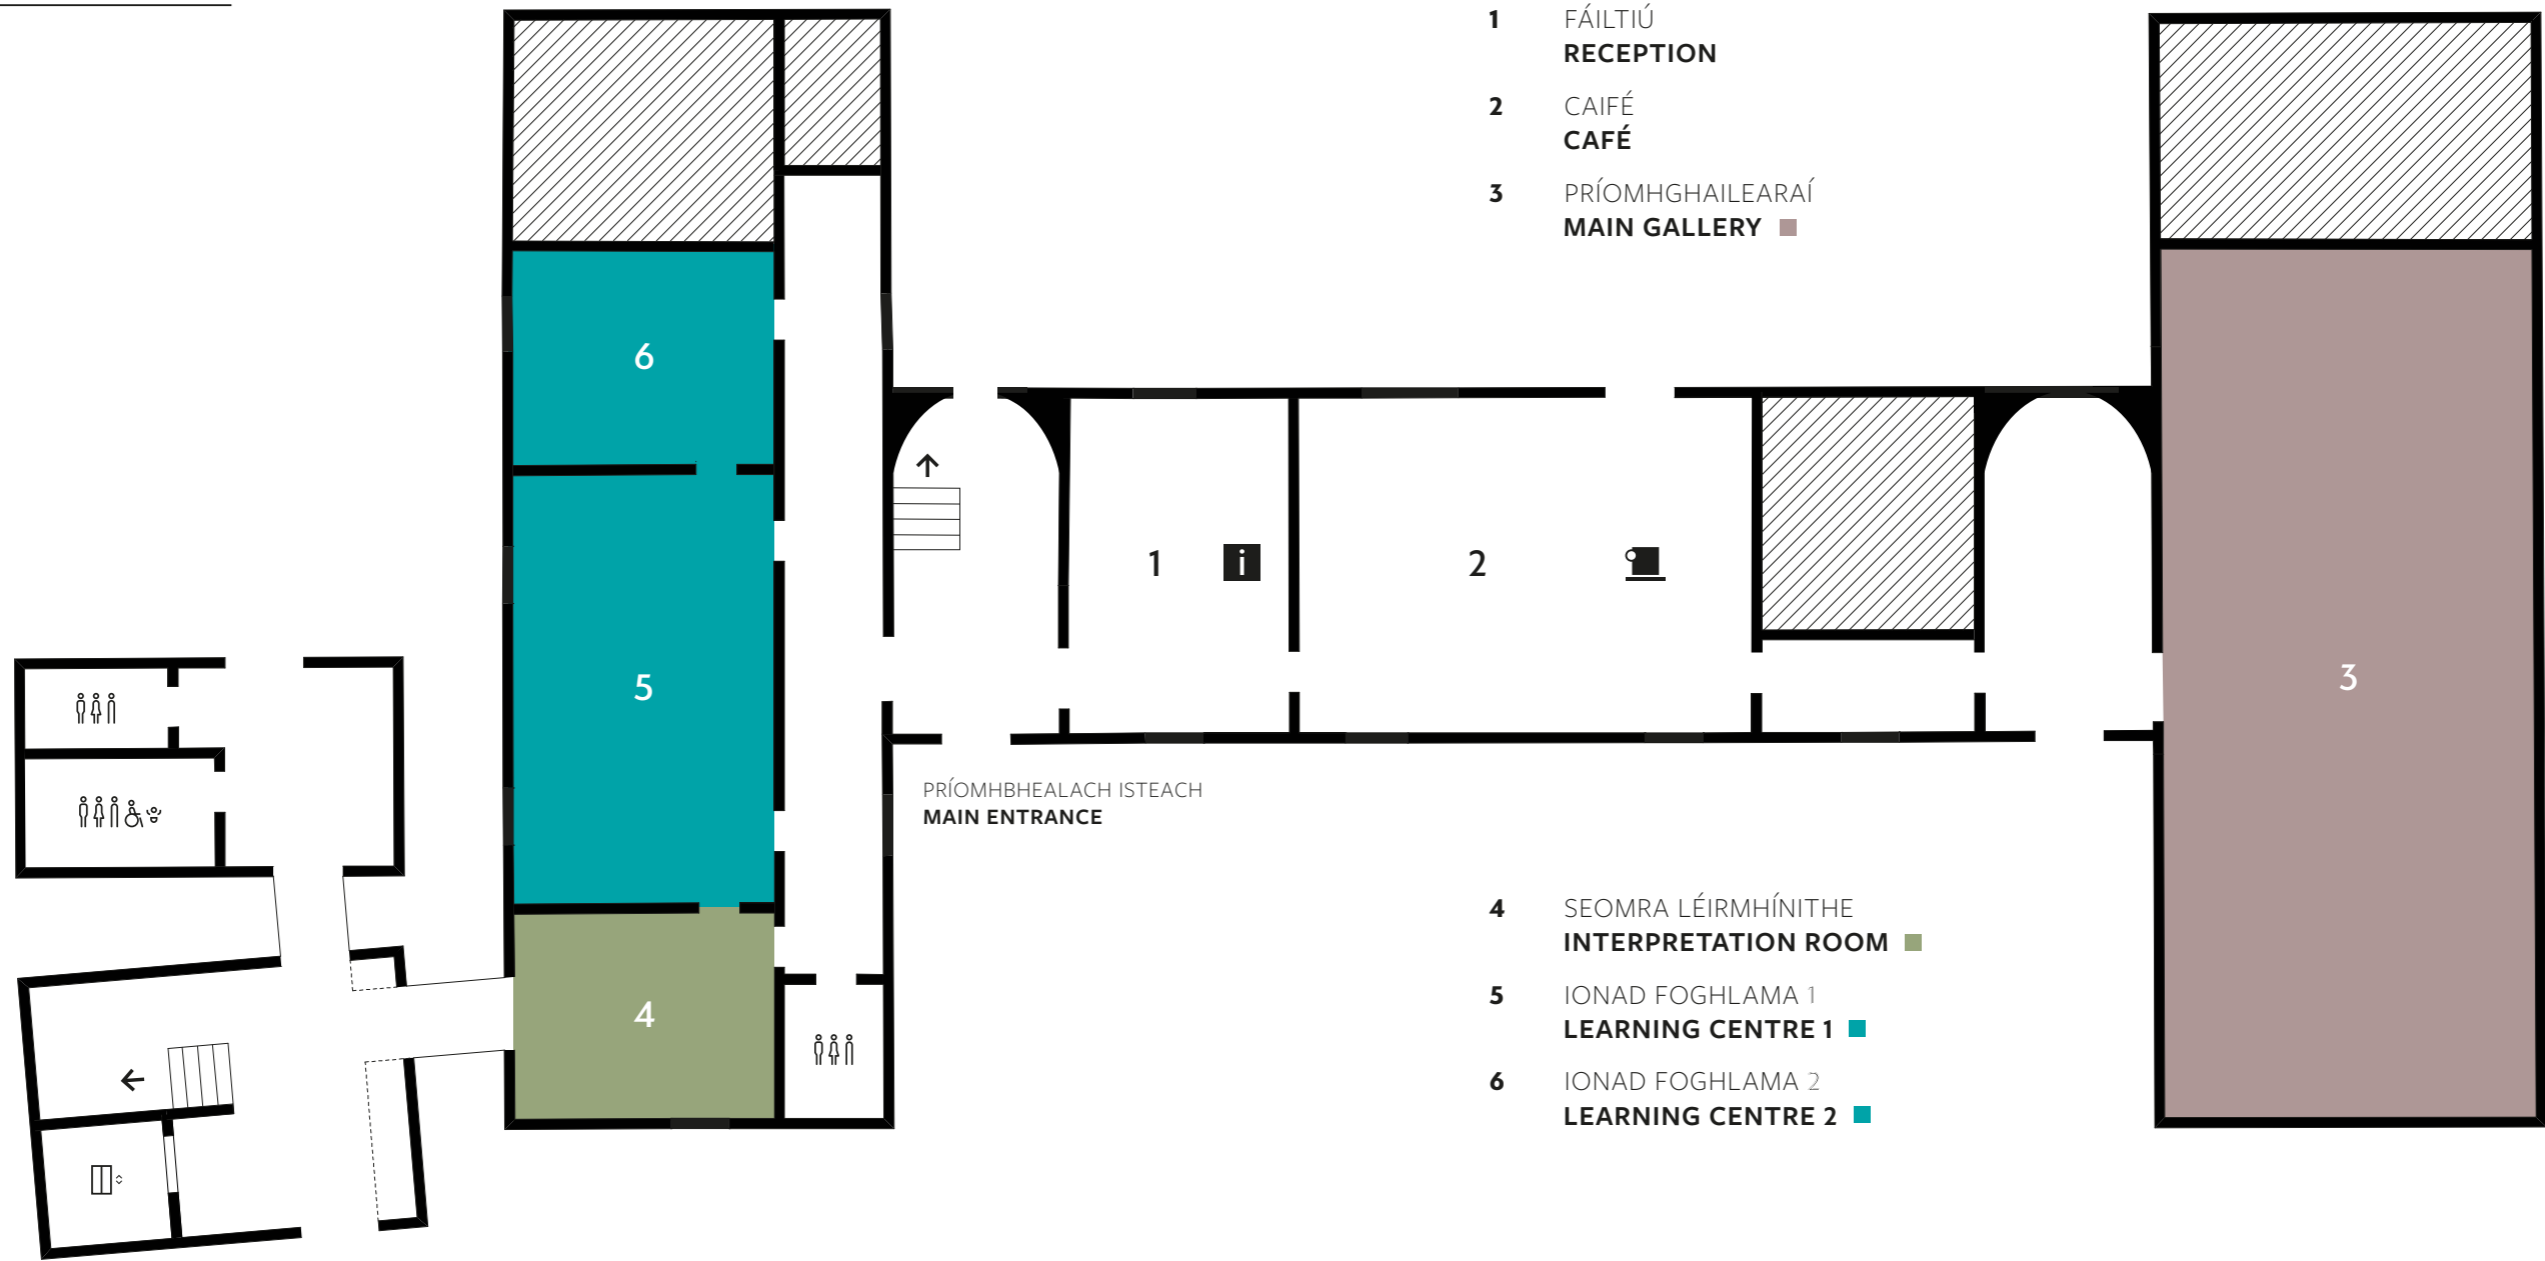 1 FÁILTIÚ
RECEPTION
2 CAIFÉ
CAFÉ
3 PRÍOMHGHAILEARAÍ
MAIN GALLERY
6
5
4
1 i
2
3
PRÍOMHBHEALACH ISTEACH
MAIN ENTRANCE
4 SEOMRA LÉIRMHÍNITHE
INTERPRETATION ROOM
5 IONAD FOGHLAMA 1
LEARNING CENTRE 1
6 IONAD FOGHLAMA 2
LEARNING CENTRE 2